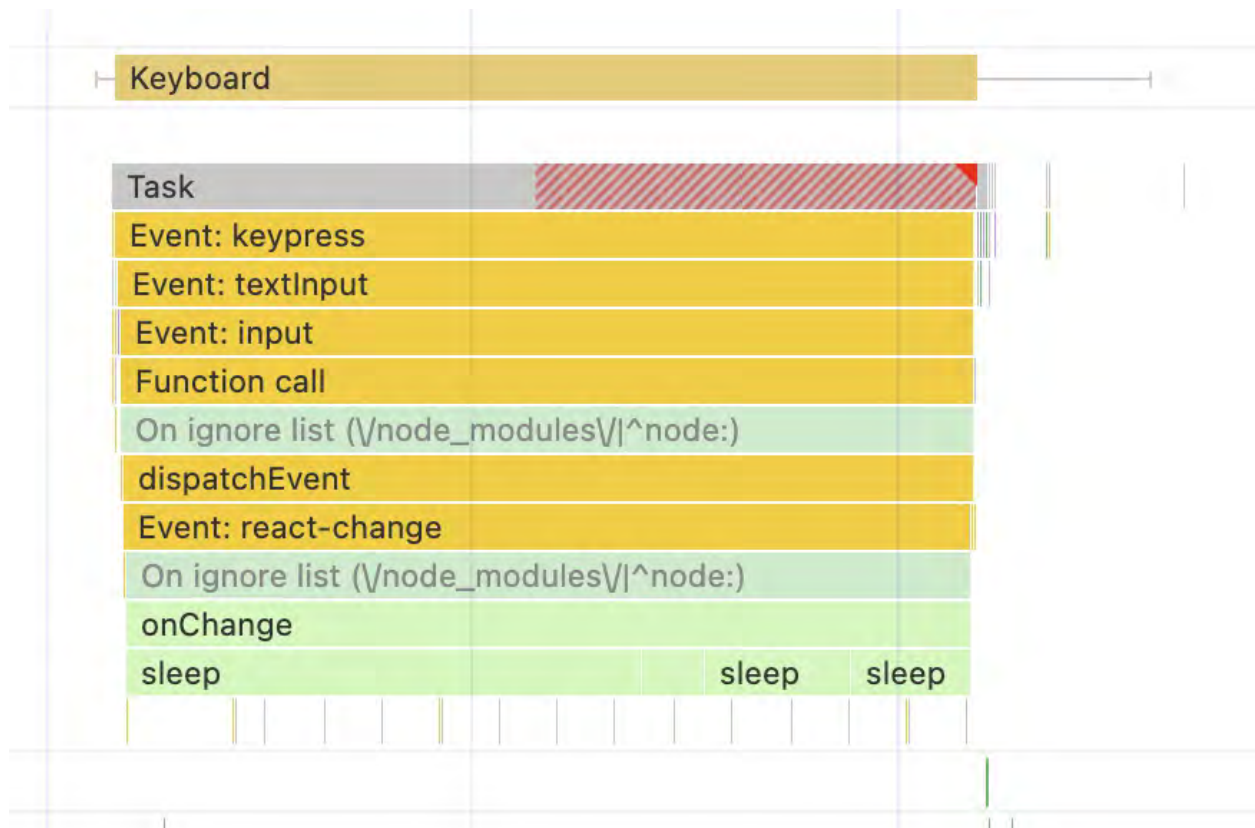 Keyboard
Task
Event: keypress
Event: textInput
Event: input
Function call
On ignore list (\/node_modules\/|^node:)
dispatchEvent
Event: react-change
On ignore list (\/node_modules\/|^node:)
onChange
sleep sleep sleep